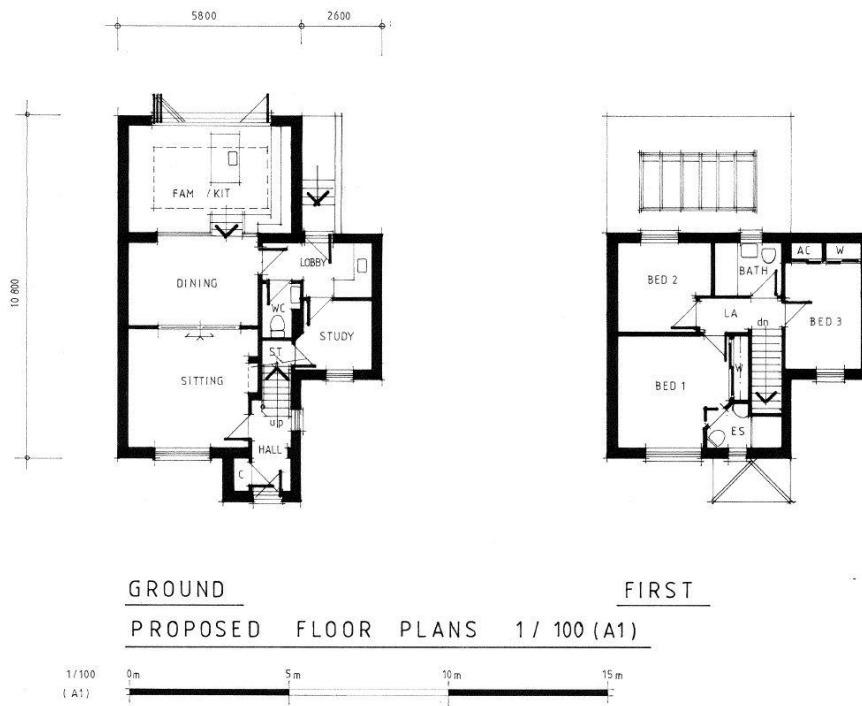 5800 2600
10 800
FAM / KIT
LOBBY
DINING
WC
STUDY
ST
SITTING
up
HALL
C
AC W
BED 2 BATH
LA dn BED 3
BED 1 W
ES
GROUND FIRST
PROPOSED FLOOR PLANS 1/ 100 (A1)
1/100 0m 5m 10m 15m
( A1)